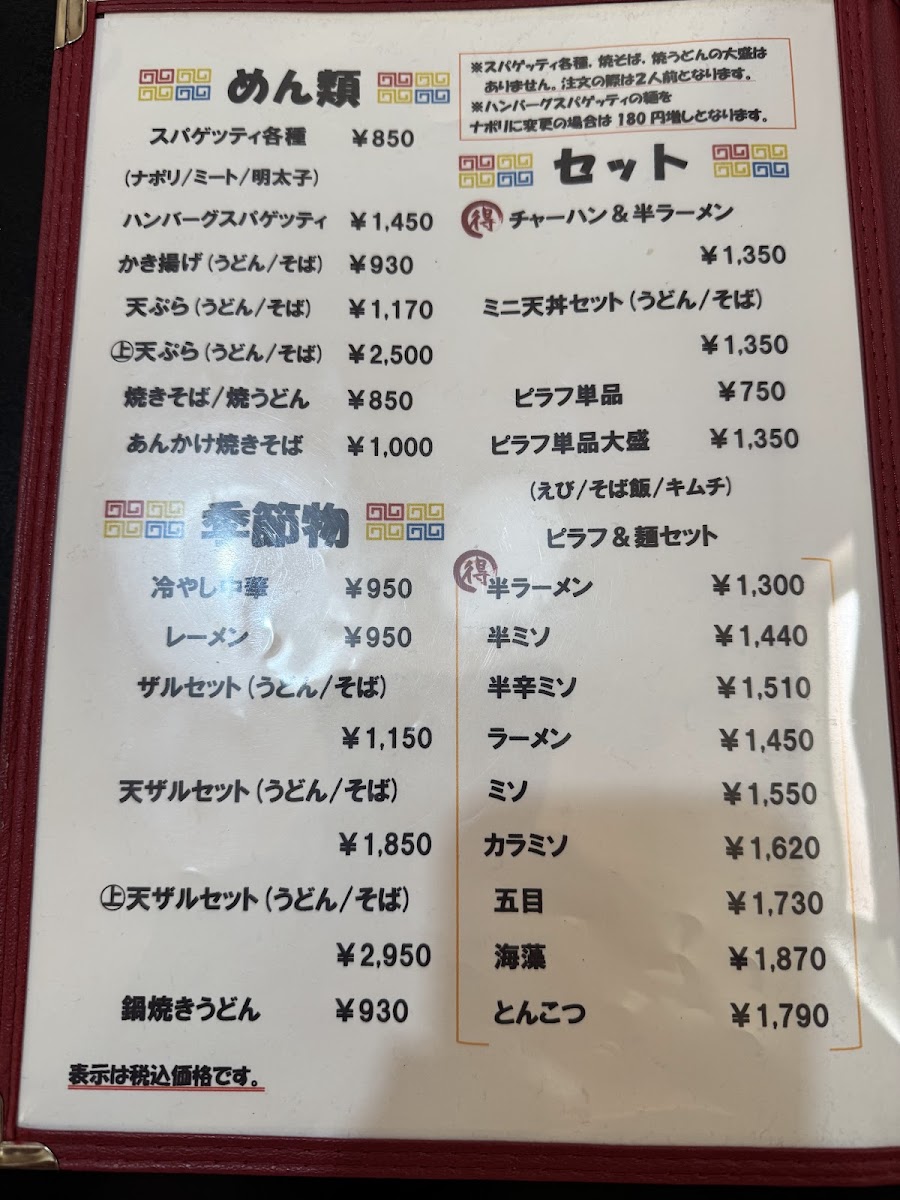 めん類
スパゲッティ各種 ￥850
(ナポリ/ミート/明太子)
ハンバーグスパゲッティ ￥1,450
かき揚げ(うどん/そば) ￥930
天ぷら(うどん/そば) ￥1,170
㊤天ぷら(うどん/そば) ￥2,500
焼きそば/焼うどん ￥850
あんかけ焼きそば ￥1,000
季節物
冷やし中華 ￥950
レーメン ￥950
ザルセット(うどん/そば)
￥1,150
天ザルセット(うどん/そば)
￥1,850
㊤天ザルセット(うどん/そば)
￥2,950
鍋焼きうどん ￥930
表示は税込価格です。
※スパゲッティ各種，焼そば，焼うどんの大盛は
ありません。注文の際は2人前となります。
※ハンバーグスパゲッティの麺を
ナポリに変更の場合は180円増しとなります。
セット
得 チャーハン＆半ラーメン
￥1,350
ミニ天丼セット(うどん/そば)
￥1,350
ピラフ単品 ￥750
ピラフ単品大盛 ￥1,350
(えび/そば飯/キムチ)
ピラフ＆麺セット
得 半ラーメン ￥1,300
半ミソ ￥1,440
半辛ミソ ￥1,510
ラーメン ￥1,450
ミソ ￥1,550
カラミソ ￥1,620
五目 ￥1,730
海藻 ￥1,870
とんこつ ￥1,790